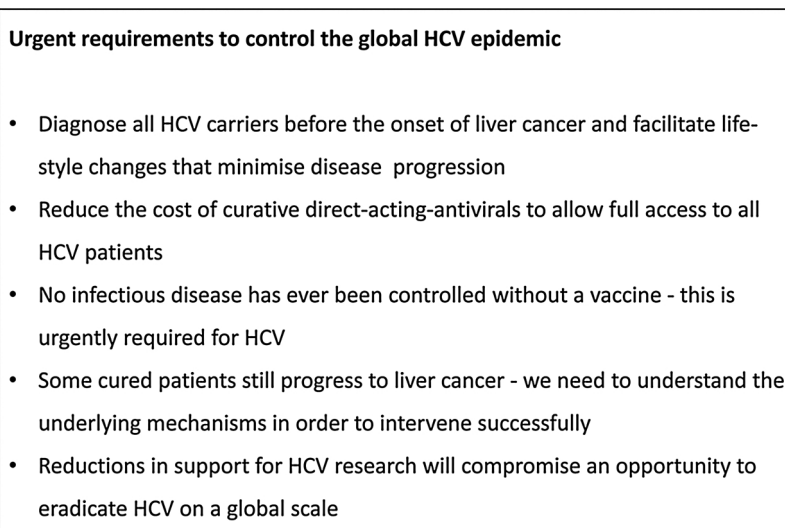 Urgent requirements to control the global HCV epidemic
• Diagnose all HCV carriers before the onset of liver cancer and facilitate life-
style changes that minimise disease progression
• Reduce the cost of curative direct-acting-antivirals to allow full access to all
HCV patients
• No infectious disease has ever been controlled without a vaccine - this is
urgently required for HCV
• Some cured patients still progress to liver cancer - we need to understand the
underlying mechanisms in order to intervene successfully
• Reductions in support for HCV research will compromise an opportunity to
eradicate HCV on a global scale